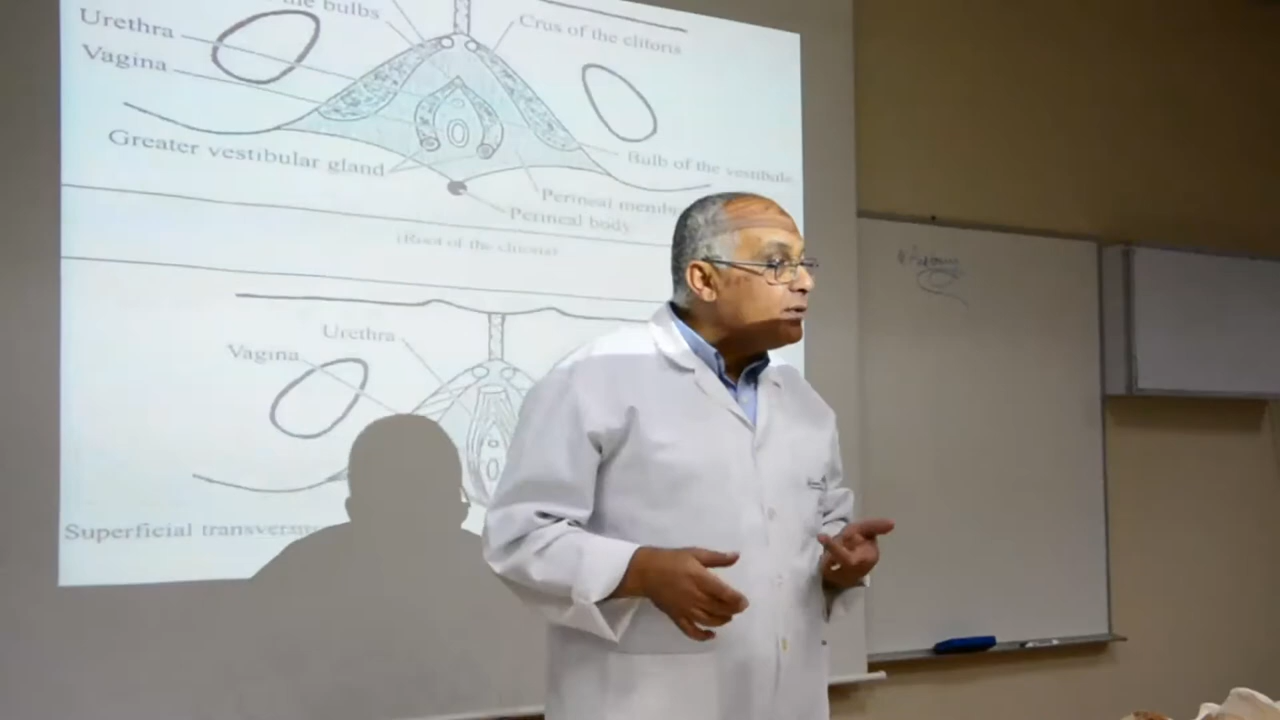 the bulbs
Crus of the clitoris
Urethra
Vagina
Greater vestibular gland
Bulb of the vestibule
Perineal memb
Perineal body
(Root of the clitoris)
Urethra
Vagina
Superficial transverse